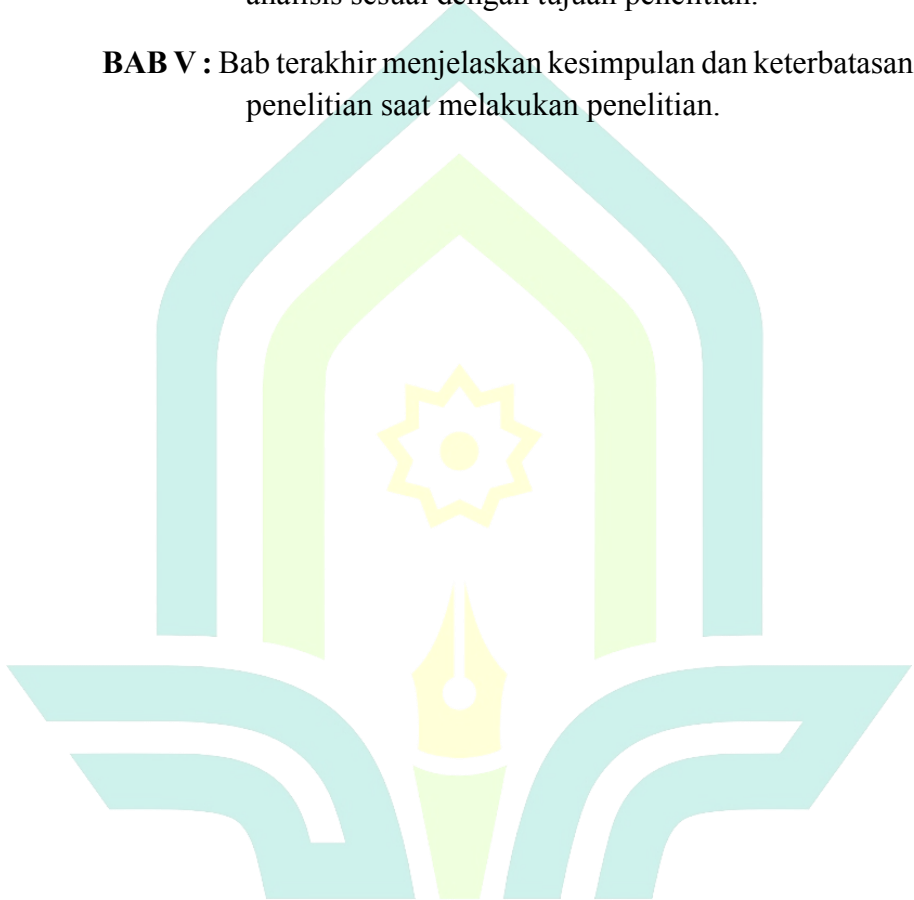 analisis sesuai dengan tujuan penelitian.
BAB V : Bab terakhir menjelaskan kesimpulan dan keterbatasan
penelitian saat melakukan penelitian.